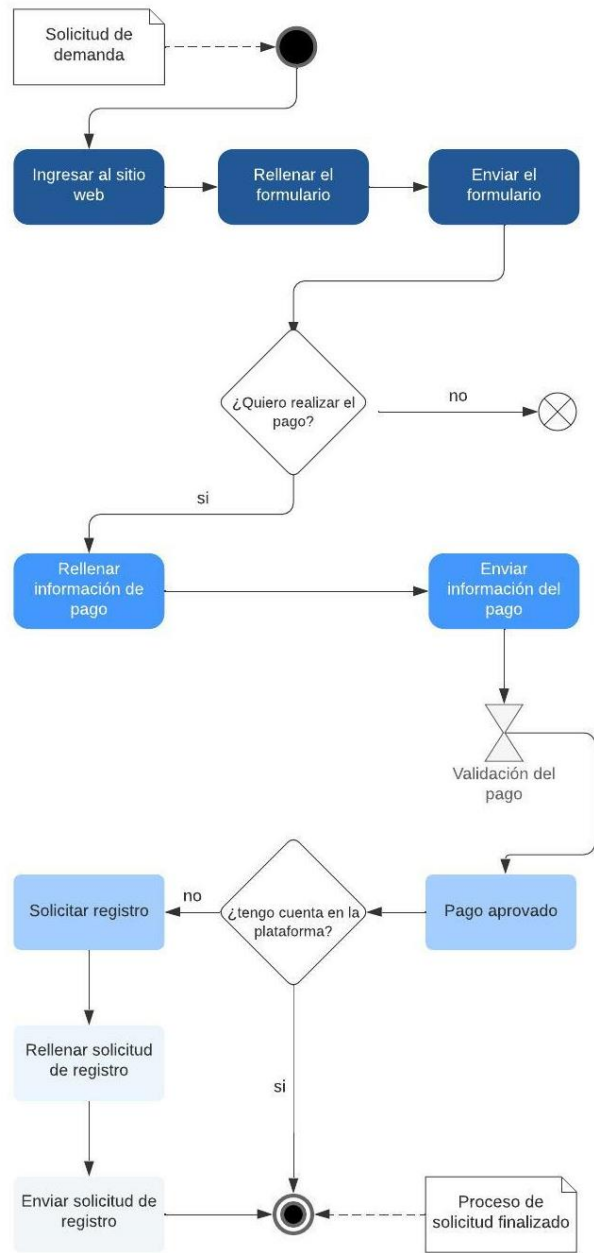 Solicitud de
demanda
Ingresar al sitio
web
Rellenar el
formulario
Enviar el
formulario
¿Quiero realizar el
pago?
no
si
Rellenar
información de
pago
Enviar
información del
pago
Validación del
pago
Solicitar registro
no
¿tengo cuenta en la
plataforma?
Pago aprovado
Rellenar solicitud
de registro
si
Enviar solicitud de
registro
Proceso de
solicitud finalizado